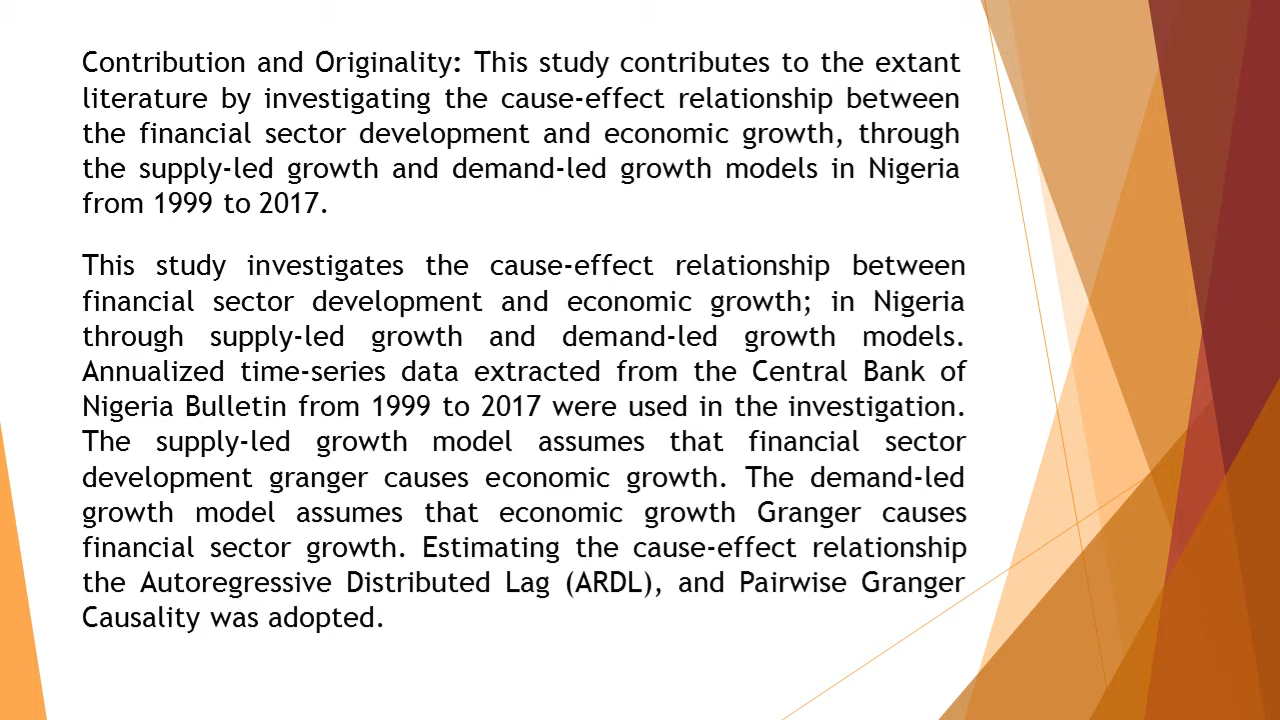 Contribution and Originality: This study contributes to the extant
literature by investigating the cause-effect relationship between
the financial sector development and economic growth, through
the supply-led growth and demand-led growth models in Nigeria
from 1999 to 2017.
This study investigates the cause-effect relationship between
financial sector development and economic growth; in Nigeria
through supply-led growth and demand-led growth models.
Annualized time-series data extracted from the Central Bank of
Nigeria Bulletin from 1999 to 2017 were used in the investigation.
The supply-led growth model assumes that financial sector
development granger causes economic growth. The demand-led
growth model assumes that economic growth Granger causes
financial sector growth. Estimating the cause-effect relationship
the Autoregressive Distributed Lag (ARDL), and Pairwise Granger
Causality was adopted.